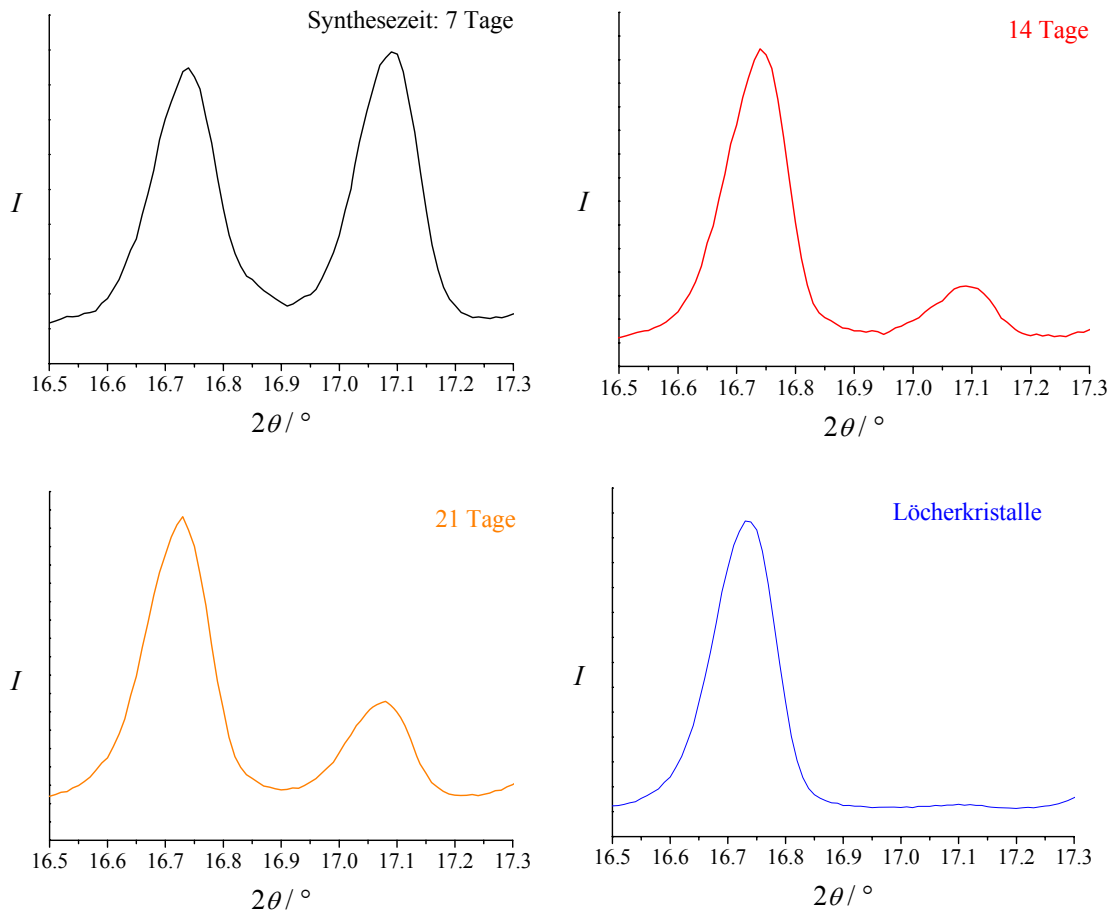 Synthesezeit: 7 Tage
I
16.5 16.6 16.7 16.8 16.9 17.0 17.1 17.2 17.3
2θ / °
14 Tage
I
16.5 16.6 16.7 16.8 16.9 17.0 17.1 17.2 17.3
2θ / °
21 Tage
I
16.5 16.6 16.7 16.8 16.9 17.0 17.1 17.2 17.3
2θ / °
Löcherkristalle
I
16.5 16.6 16.7 16.8 16.9 17.0 17.1 17.2 17.3
2θ / °